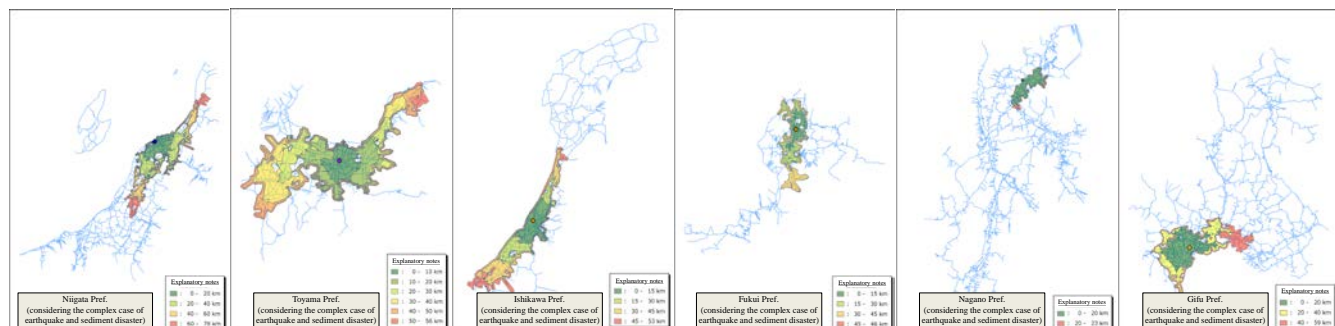 Explanatory notes
: 0 - 20 km
: 20 - 40 km
: 40 - 60 km
: 60 - 70 km
Niigata Pref.
(considering the complex case of
earthquake and sediment disaster)
Explanatory notes
: 0 - 10 km
: 10 - 20 km
: 20 - 30 km
: 30 - 40 km
: 40 - 50 km
: 50 - 56 km
Toyama Pref.
(considering the complex case of
earthquake and sediment disaster)
Explanatory notes
: 0 - 15 km
: 15 - 30 km
: 30 - 45 km
: 45 - 53 km
Ishikawa Pref.
(considering the complex case of
earthquake and sediment disaster)
Explanatory notes
: 0 - 15 km
: 15 - 30 km
: 30 - 45 km
Fukui Pref.
(considering the complex case of
earthquake and sediment disaster)
Explanatory notes
: 0 - 20 km
Nagano Pref.
(considering the complex case of
earthquake and sediment disaster)
Explanatory notes
: 0 - 20 km
: 20 - 40 km
: 40 - 59 km
Gifu Pref.
(considering the complex case of
earthquake and sediment disaster)